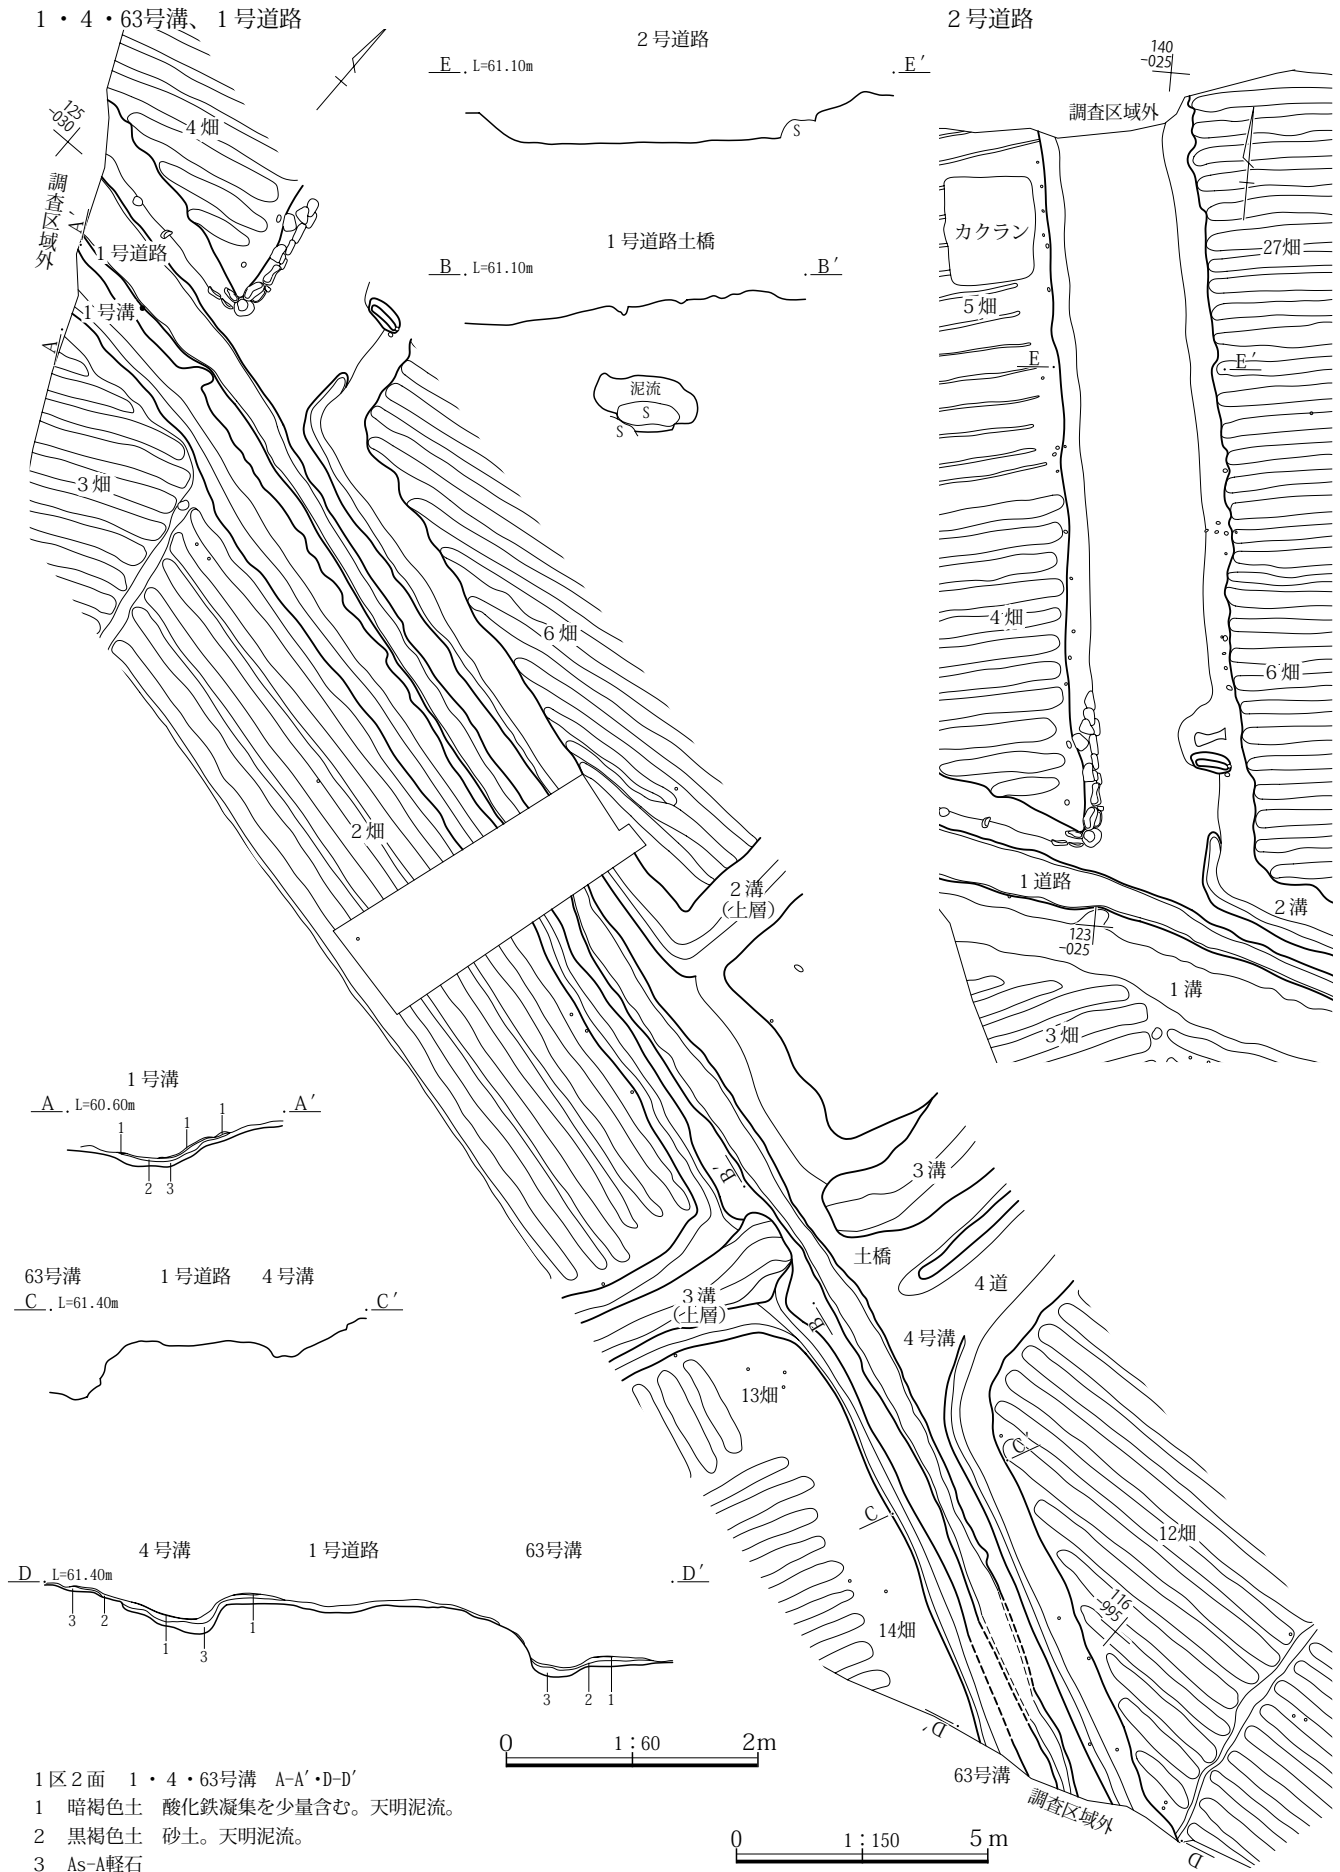 1・4・63号溝、1号道路
2号道路
2号道路
E L=61.10m E′
S
140
-025
調査区域外
125
-030
調査区域外
4畑
A′
1号道路
1号溝
A
1号道路土橋
B L=61.10m B′
泥流
S
S
カクラン
27畑
5畑
E E′
3畑
4畑
6畑
6畑
2畑
1道路
2溝
123
-025
1溝
3畑
2溝
(上層)
1号溝
A L=60.60m A′
1 1 1
2 3
B′
3溝
土橋
4道
63号溝 1号道路 4号溝
C L=61.40m C′
3溝
(上層)
B
4号溝
13畑
C′
C
12畑
116
-995
14畑
4号溝 1号道路 63号溝
D L=61.40m D′
3 2 1 3 1
3 2 1
D′
63号溝
調査区域外
D
0 1:60 2m
1区2面 1・4・63号溝 A-A′・D-D′
1 暗褐色土 酸化鉄凝集を少量含む。天明泥流。
2 黒褐色土 砂土。天明泥流。
3 As-A軽石
0 1:150 5m